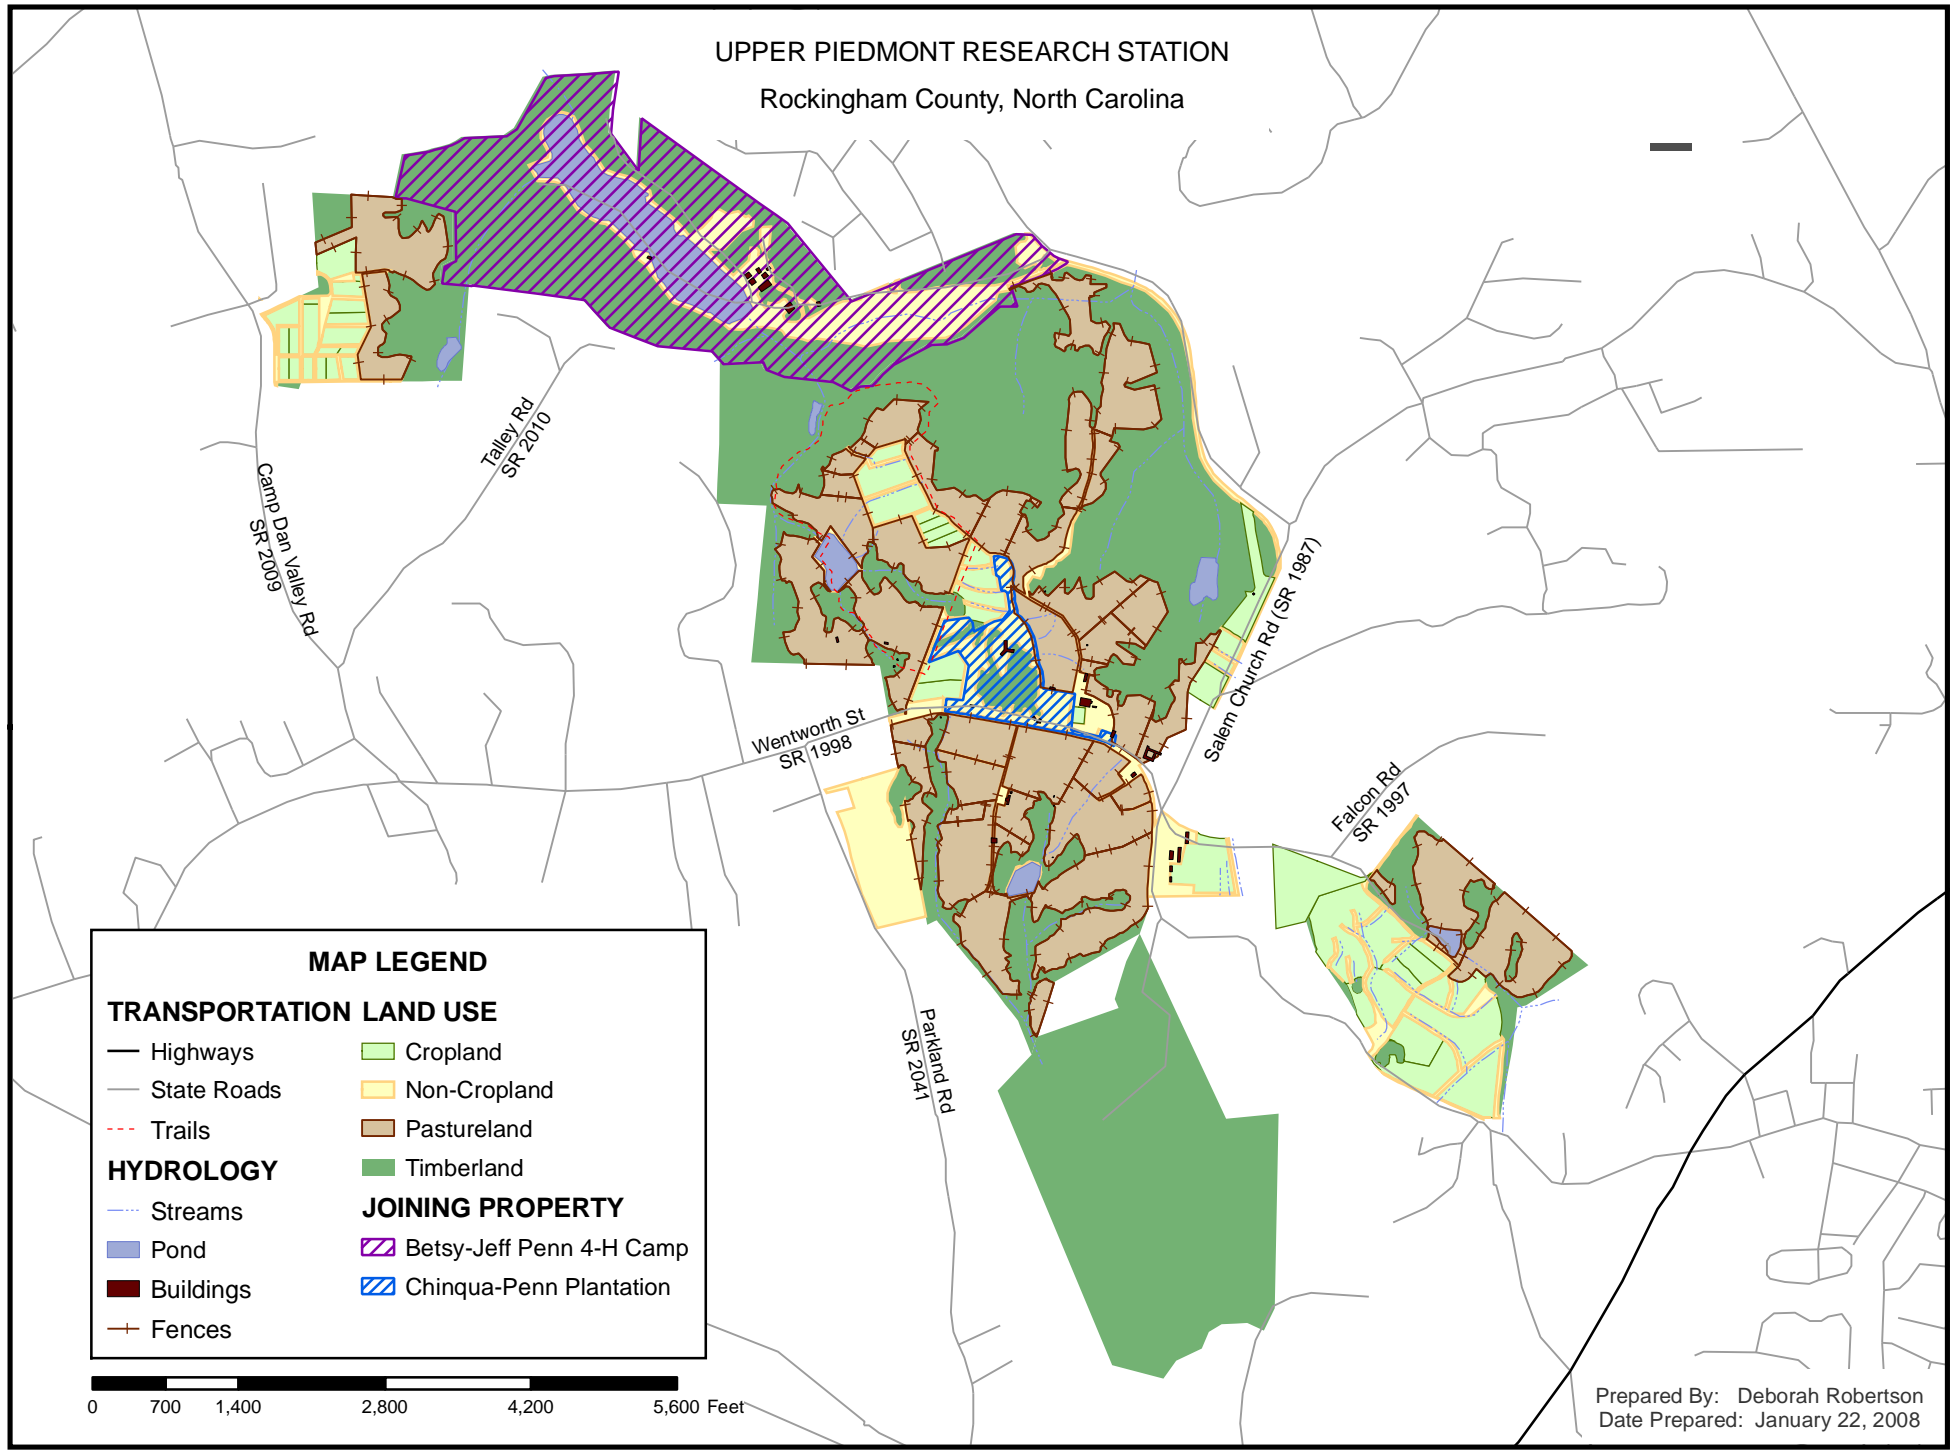 UPPER PIEDMONT RESEARCH STATION
Rockingham County, North Carolina
Talley Rd
SR 2010
Camp Dan Valley Rd
SR 2009
Salem Church Rd (SR 1987)
Wentworth St
SR 1998
Falcon Rd
SR 1997
Parkland Rd
SR 2041
MAP LEGEND
TRANSPORTATION
Highways
State Roads
Trails
HYDROLOGY
Streams
Pond
Buildings
Fences
LAND USE
Cropland
Non-Cropland
Pastureland
Timberland
JOINING PROPERTY
Betsy-Jeff Penn 4-H Camp
Chinqua-Penn Plantation
0 700 1,400 2,800 4,200 5,600 Feet
Prepared By: Deborah Robertson
Date Prepared: January 22, 2008